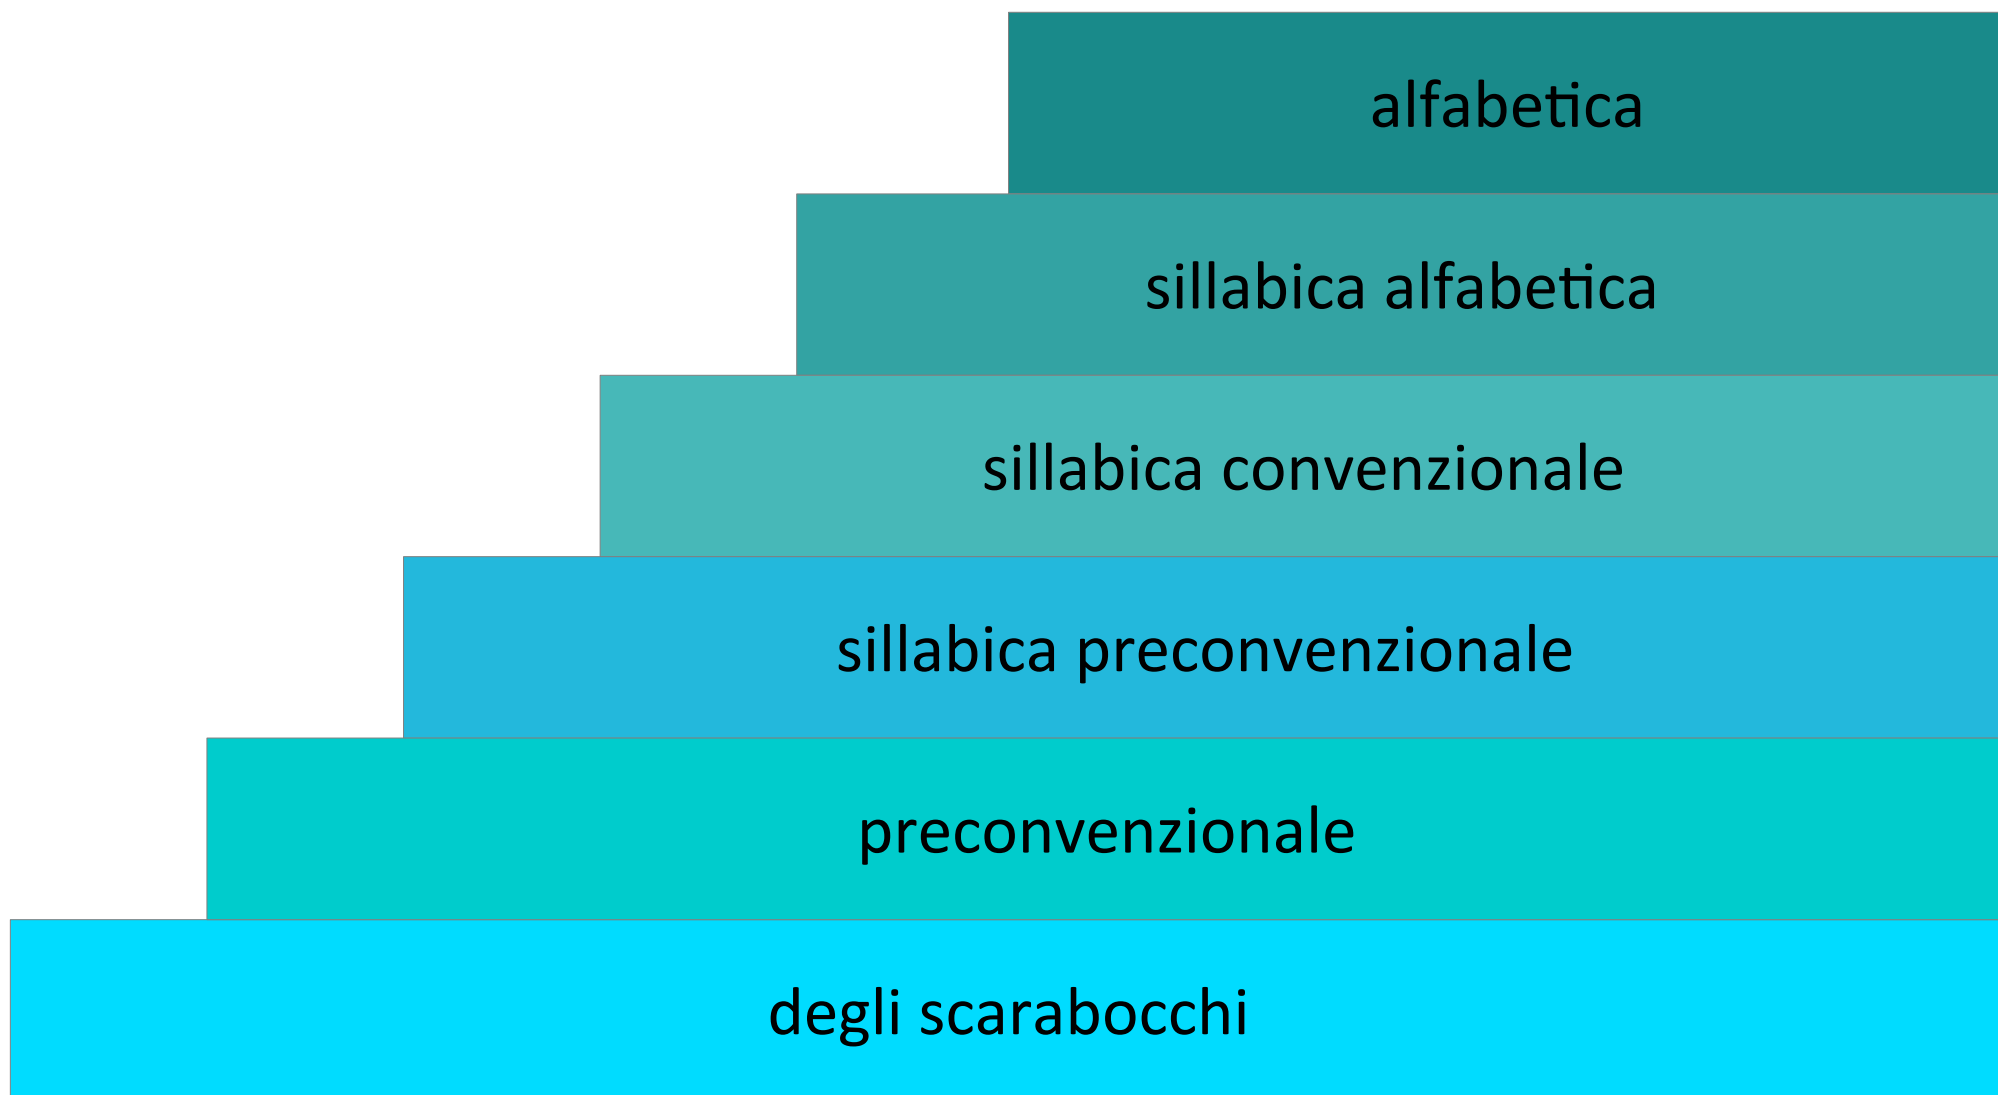 alfabetica
sillabica alfabetica
sillabica convenzionale
sillabica preconvenzionale
preconvenzionale
degli scarabocchi